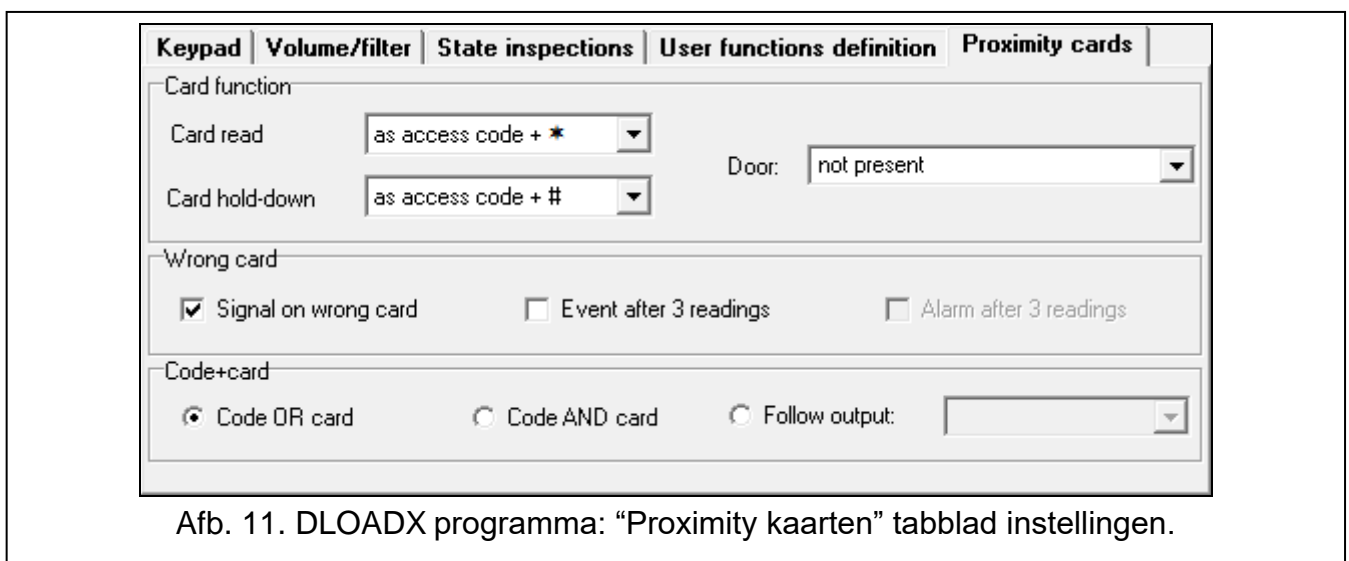 Keypad Volume/filter State inspections User functions definition Proximity cards
Card function
Card read as access code + *
Door: not present
Card hold-down as access code + #
Wrong card
Signal on wrong card Event after 3 readings Alarm after 3 readings
Code+card
Code OR card Code AND card Follow output:
Afb. 11. DLOADX programma: “Proximity kaarten” tabblad instellingen.